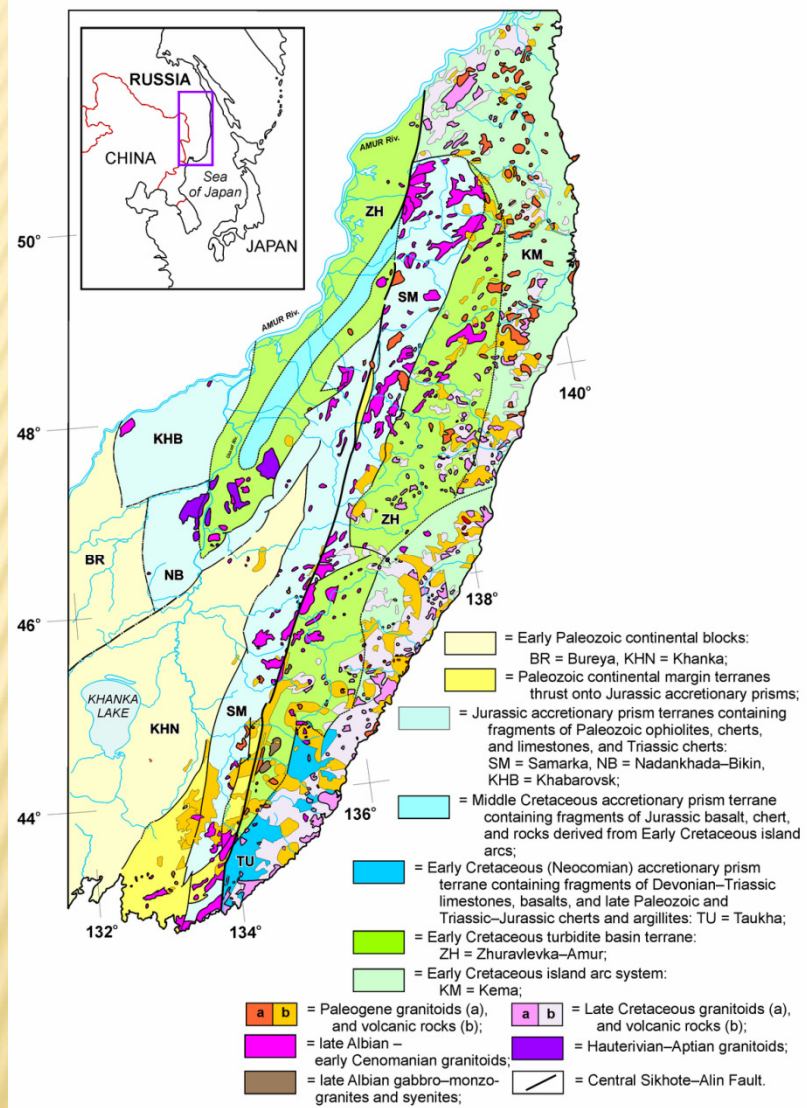 RUSSIA
CHINA
Sea
of Japan
JAPAN
AMUR Riv.
ZH
50°
KM
SM
AMUR Riv.
140°
48°
KHB
ZH
BR
NB
138°
46°
KHANKA
LAKE
KHN
SM
136°
44°
TU
132°
134°
= Early Paleozoic continental blocks:
BR = Bureya, KHN = Khanka;
= Paleozoic continental margin terranes
thrust onto Jurassic accretionary prisms;
= Jurassic accretionary prism terranes containing
fragments of Paleozoic ophiolites, cherts,
and limestones, and Triassic cherts:
SM = Samarka, NB = Nadankhada–Bikin,
KHB = Khabarovsk;
= Middle Cretaceous accretionary prism terrane
containing fragments of Jurassic basalt, chert,
and rocks derived from Early Cretaceous island
arcs;
= Early Cretaceous (Neocomian) accretionary prism
terrane containing fragments of Devonian–Triassic
limestones, basalts, and late Paleozoic and
Triassic–Jurassic cherts and argillites: TU = Taukha;
= Early Cretaceous turbidite basin terrane:
ZH = Zhuravlevka–Amur;
= Early Cretaceous island arc system:
KM = Kema;
a b = Paleogene granitoids (a),
and volcanic rocks (b);
a b = Late Cretaceous granitoids (a),
and volcanic rocks (b);
= late Albian –
early Cenomanian granitoids;
= Hauterivian–Aptian granitoids;
= late Albian gabbro–monzo-
granites and syenites;
= Central Sikhote–Alin Fault.